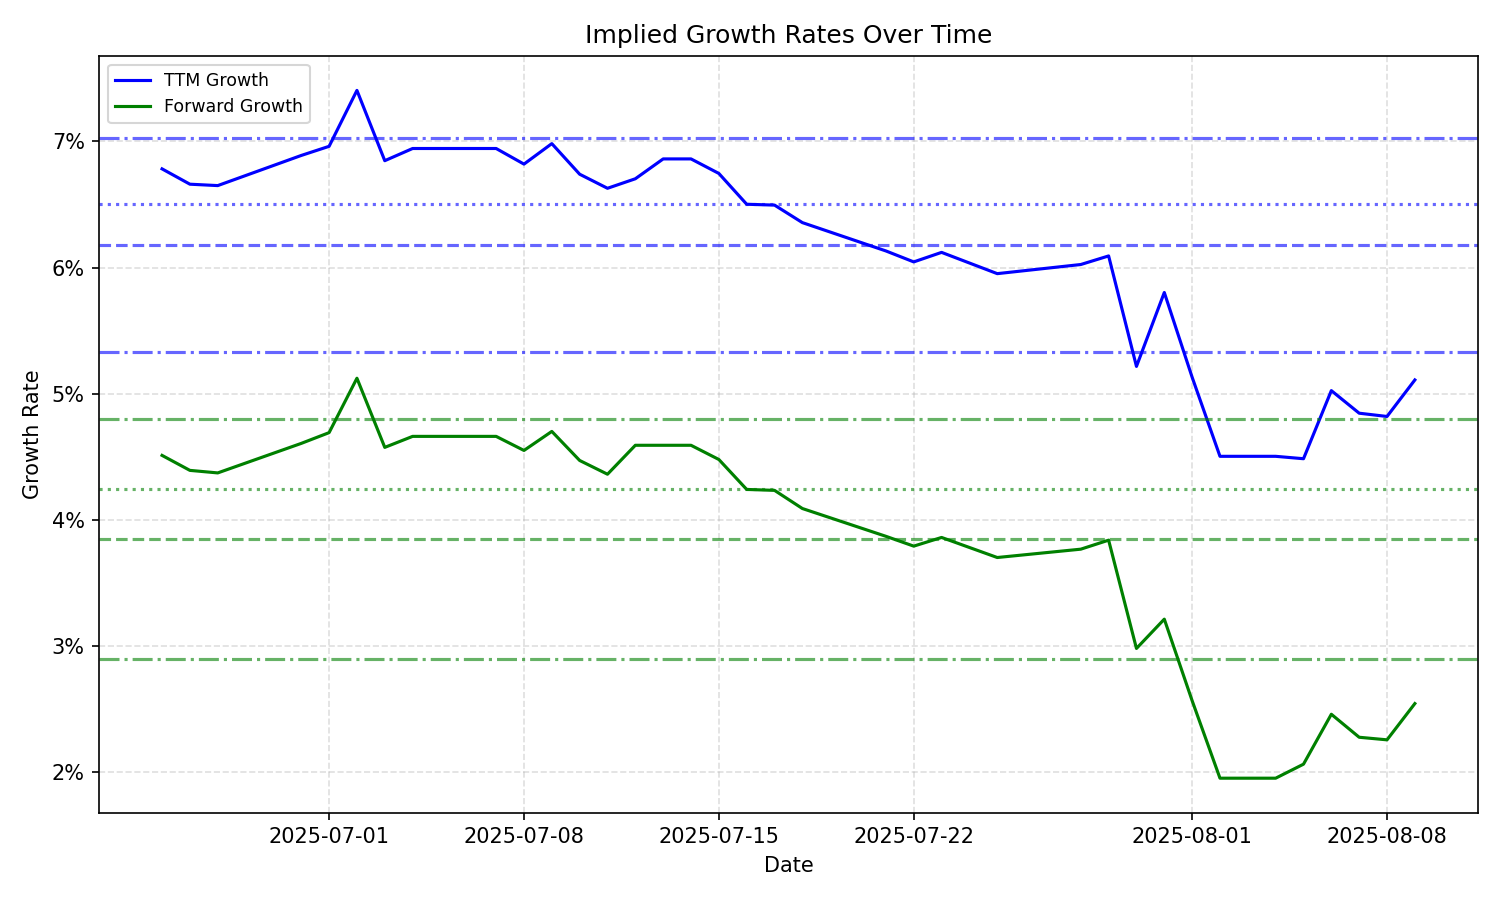 Implied Growth Rates Over Time
TTM Growth
Forward Growth
7%
6%
5%
4%
3%
2%
Growth Rate
2025-07-01
2025-07-08
2025-07-15
2025-07-22
2025-08-01
2025-08-08
Date